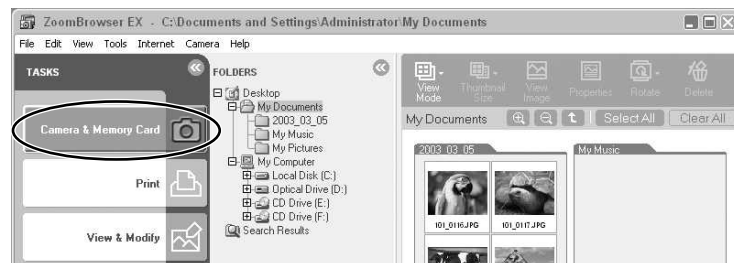 ZoomBrowser EX - C:\Documents and Settings\Administrator\My Documents
File Edit View Tools Internet Camera Help
TASKS
Camera & Memory Card
Print
View & Modify
FOLDERS
Desktop
My Documents
2003_03_05
My Music
My Pictures
My Computer
Local Disk (C:)
Optical Drive (D:)
CD Drive (E:)
CD Drive (F:)
Search Results
View Mode Thumbnail Size View Image Properties Rotate Delete
My Documents Select All Clear All
2003_03_05 My Music
101_0116.JPG 101_0117.JPG